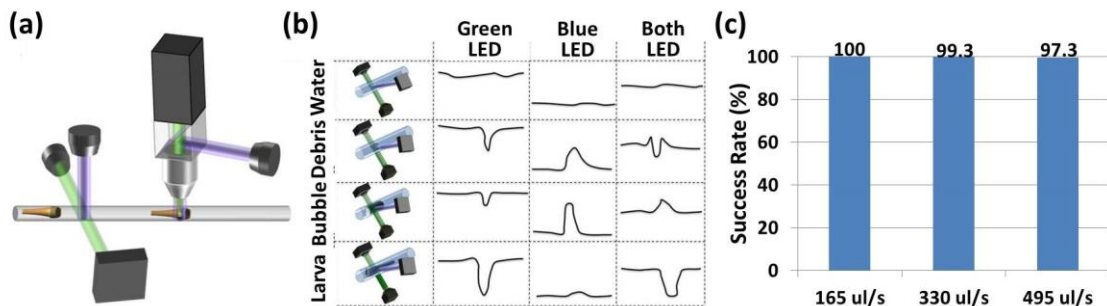 (a)
(b)
Green
LED
Blue
LED
Both
LED
Water
Debris
Bubble
Larva
(c)
Success Rate (%)
100
80
60
40
20
0
100
99.3
97.3
165 ul/s
330 ul/s
495 ul/s